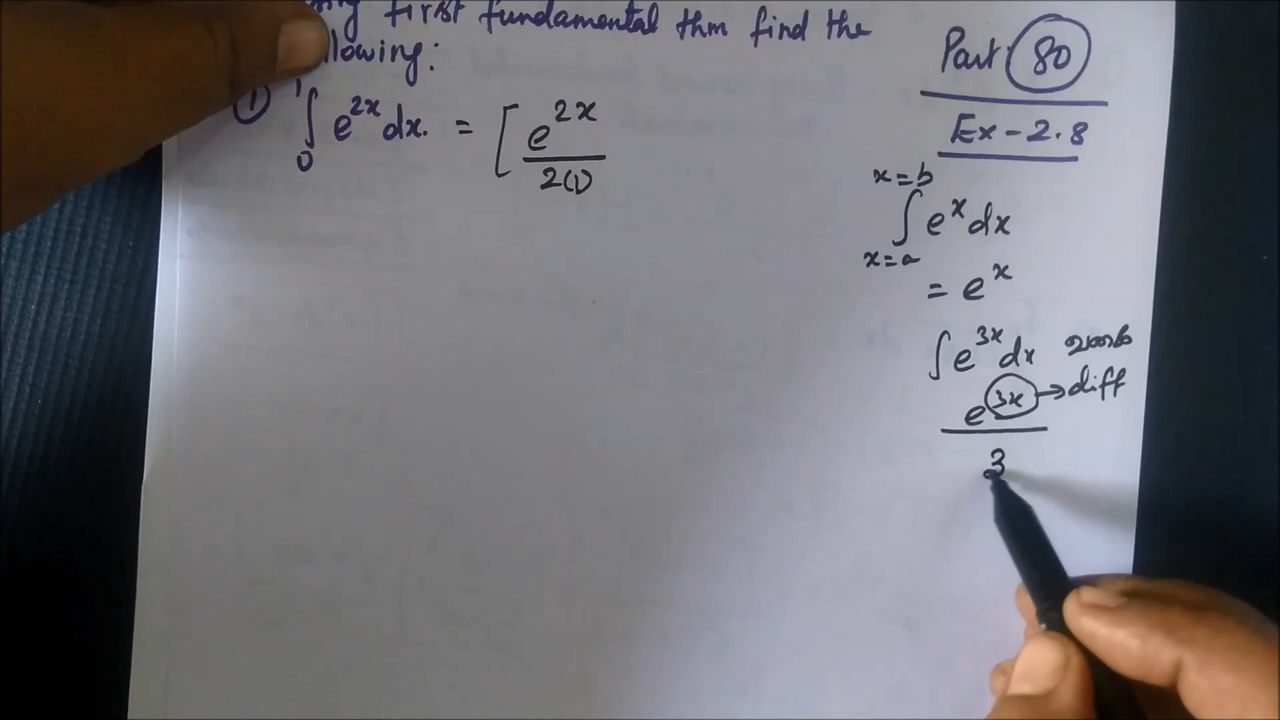 first fundamental thm find the
lowing:
① ∫₀¹ e^{2x} dx. = [ e^{2x} / 2(1)
Part: 80
Ex - 2.8
x=b
∫ e^x dx
x=a
= e^x
∫ e^{3x} dx
e^{3x} → diff
3